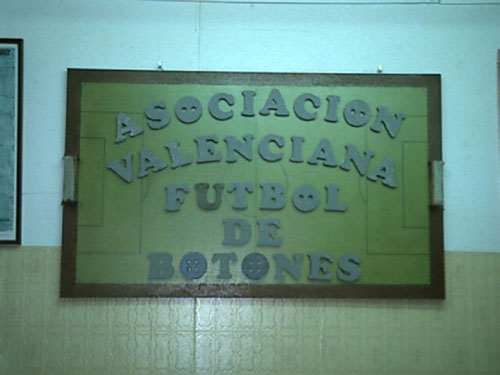 ASOCIACION
VALENCIANA
FUTBOL
DE
BOTONES